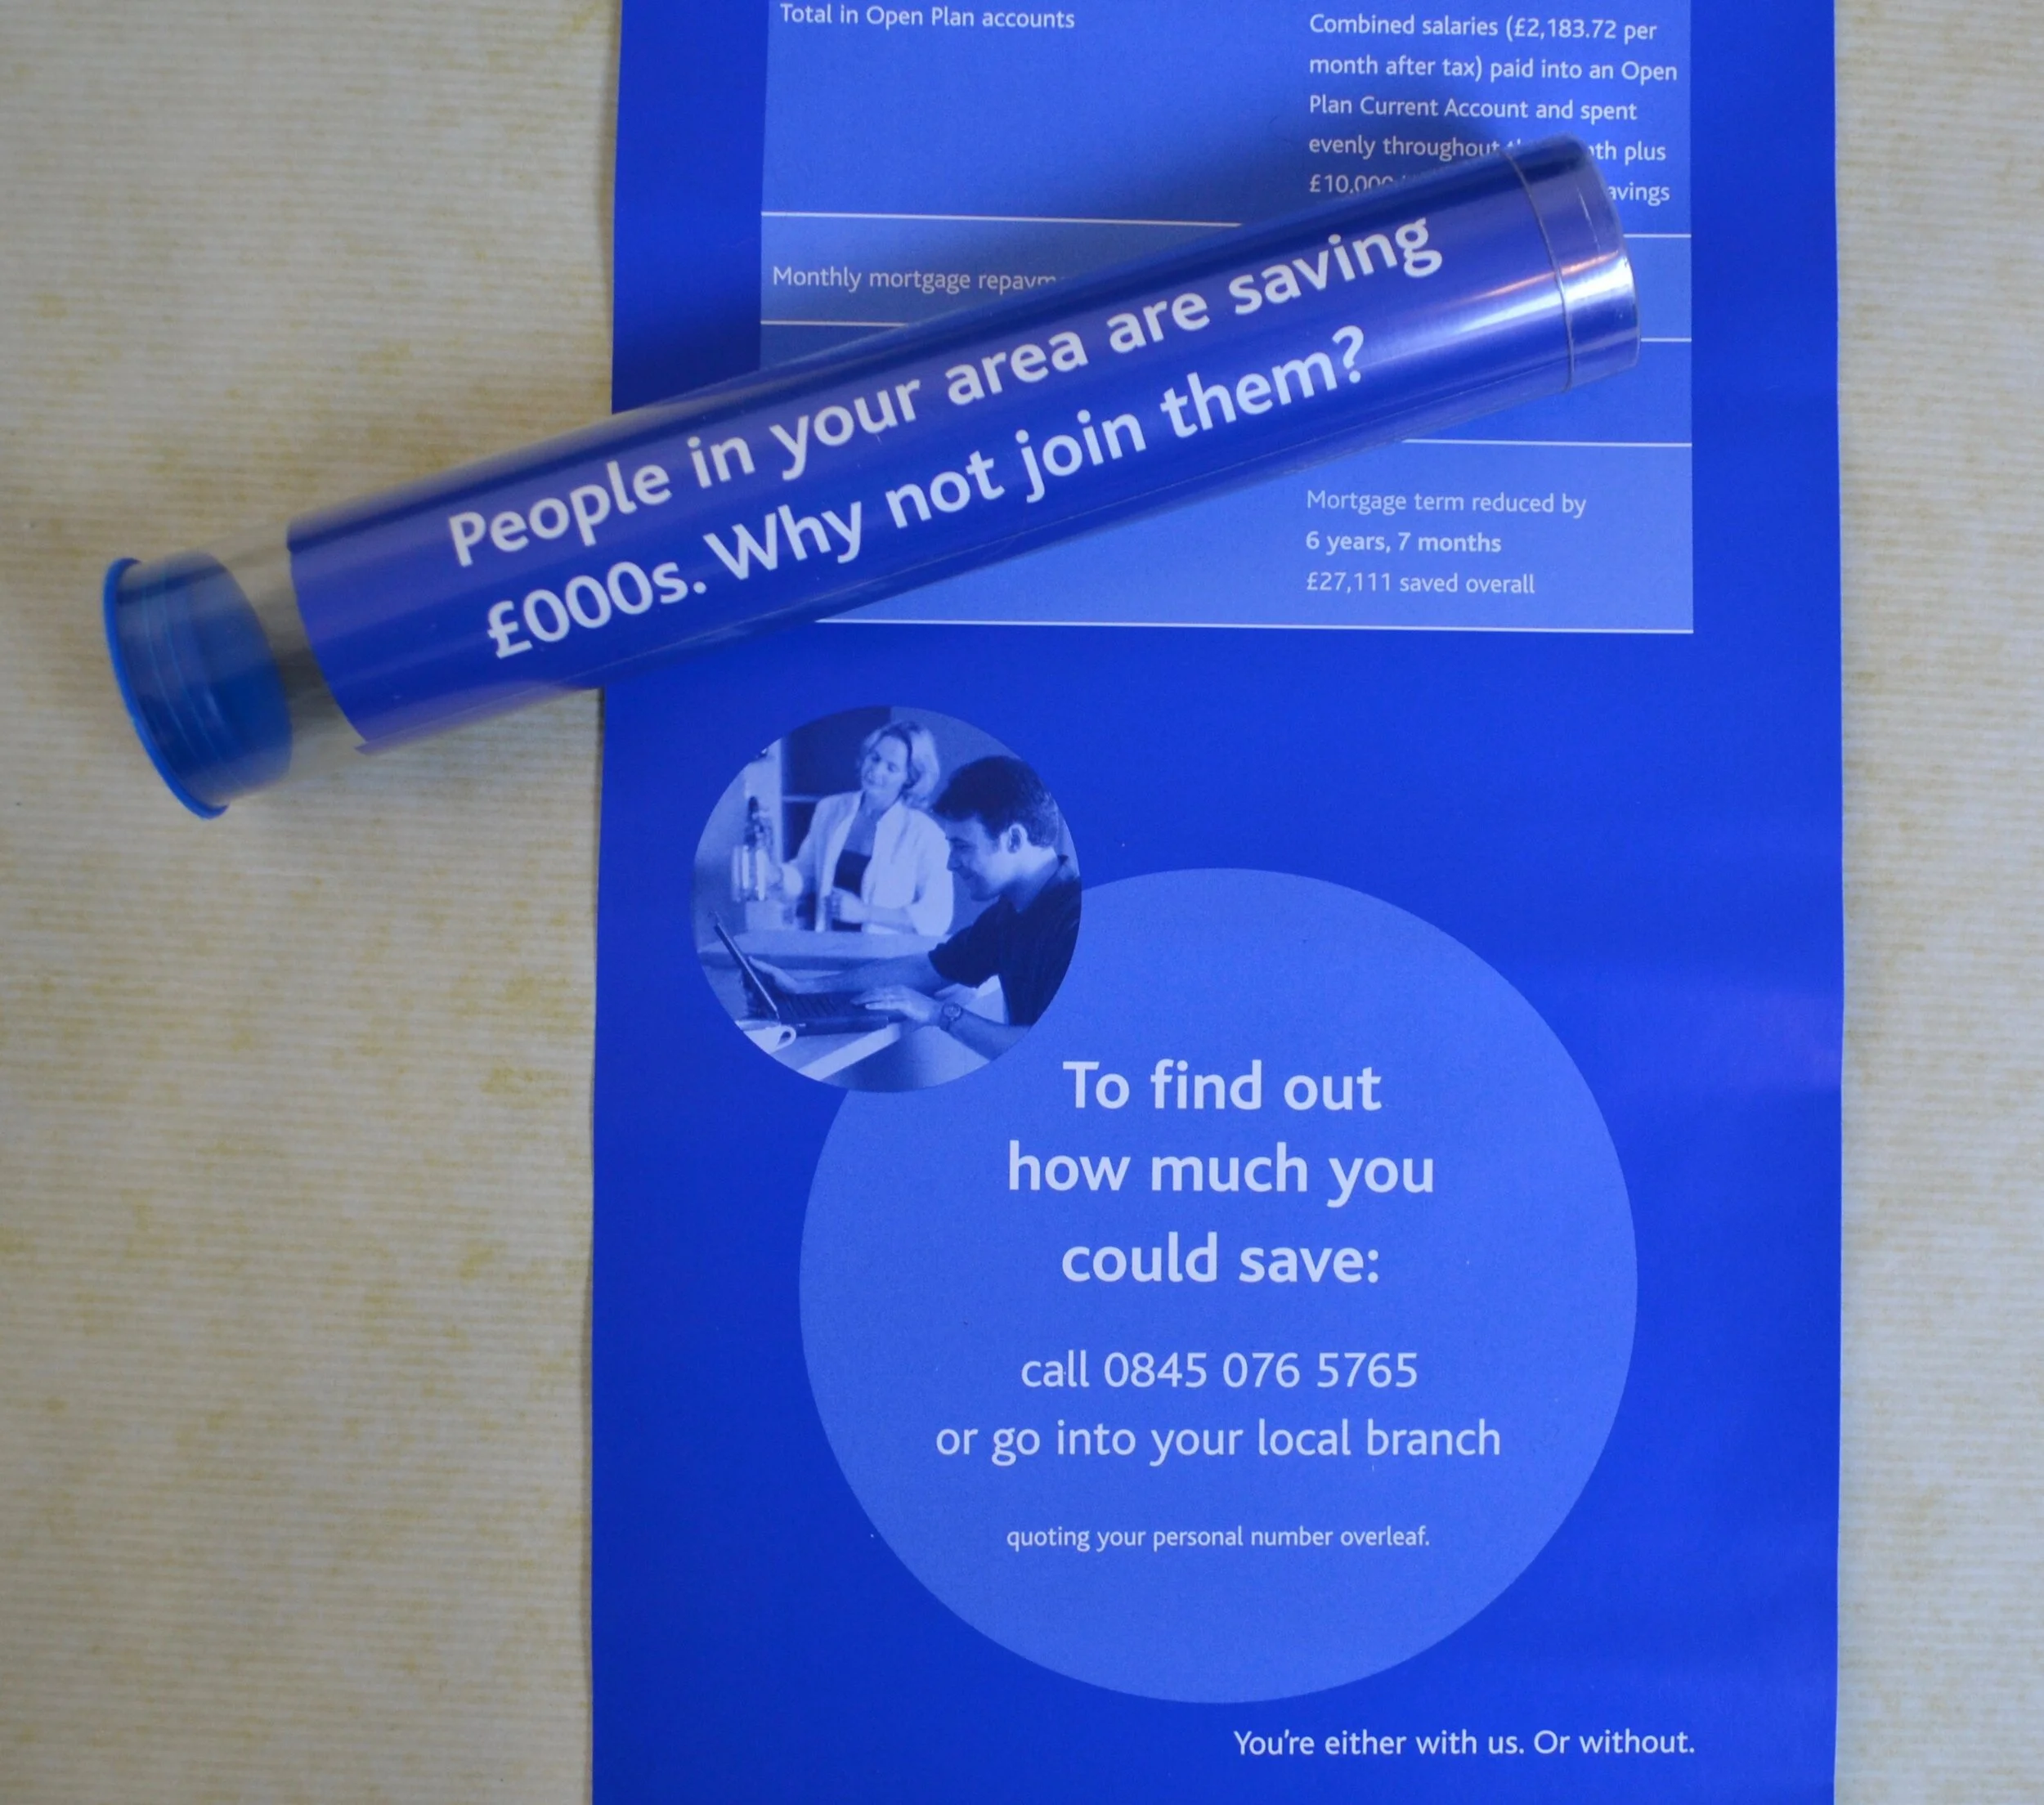 Total in Open Plan accounts
Combined salaries (£2,183.72 per
month after tax) paid into an Open
Plan Current Account and spent
evenly throughout plus
£10,000
Monthly mortgage
People in your area are saving
£000s. Why not join them?
Mortgage term reduced by
6 years, 7 months
£27,111 saved overall
To find out
how much you
could save:
call 0845 076 5765
or go into your local branch
quoting your personal number overleaf.
You're either with us. Or without.